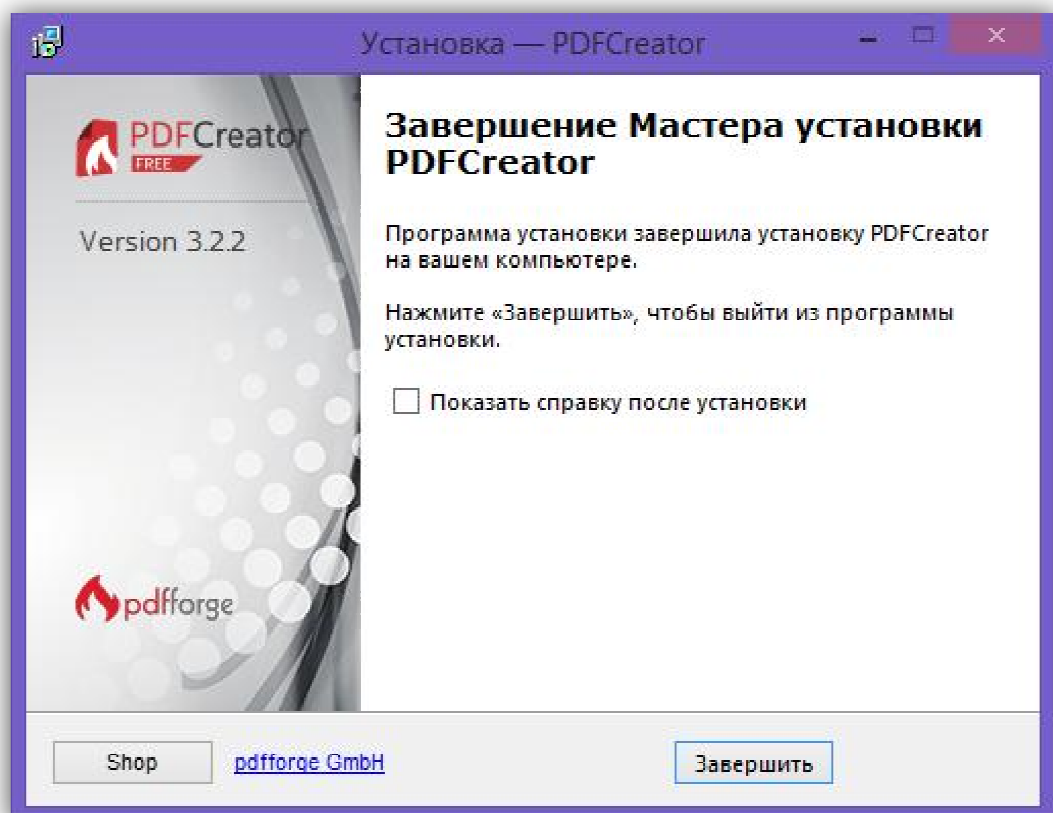 Установка — PDFCreator
PDFCreator
FREE
Version 3.2.2
pdfforge
Завершение Мастера установки
PDFCreator
Программа установки завершила установку PDFCreator
на вашем компьютере.
Нажмите «Завершить», чтобы выйти из программы
установки.
Показать справку после установки
Shop
pdfforge GmbH
Завершить